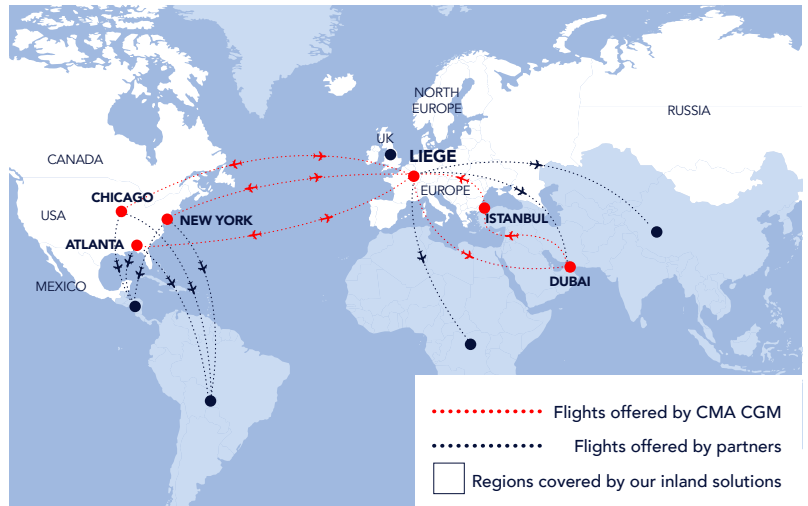 NORTH
EUROPE
RUSSIA
UK
LIEGE
CANADA
EUROPE
CHICAGO
USA
NEW YORK
ISTANBUL
ATLANTA
DUBAI
MEXICO
Flights offered by CMA CGM
Flights offered by partners
Regions covered by our inland solutions